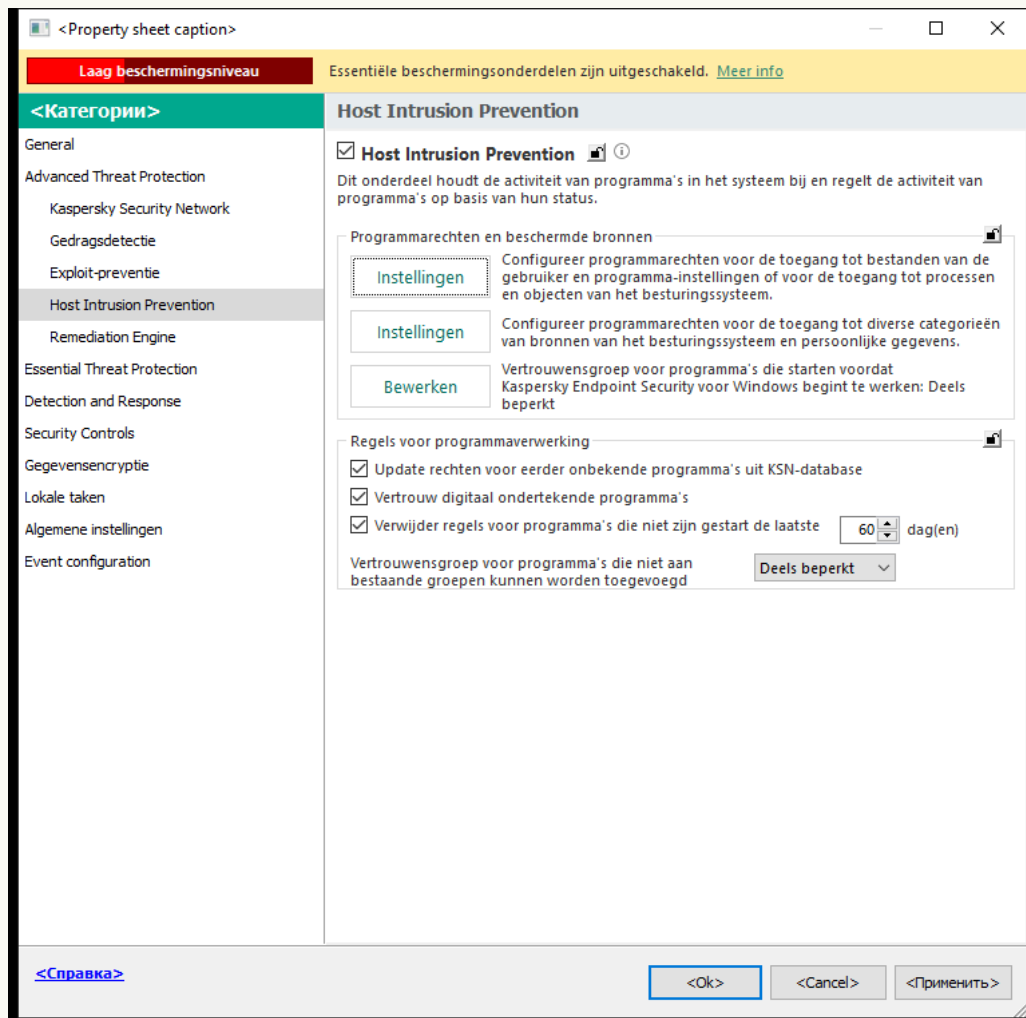 <Property sheet caption>
Laag beschermingsniveau
Essentiële beschermingsonderdelen zijn uitgeschakeld. Meer info
<Категории>
General
Advanced Threat Protection
Kaspersky Security Network
Gedragsdetectie
Exploit-preventie
Host Intrusion Prevention
Remediation Engine
Essential Threat Protection
Detection and Response
Security Controls
Gegevensencryptie
Lokale taken
Algemene instellingen
Event configuration
Host Intrusion Prevention
Host Intrusion Prevention
Dit onderdeel houdt de activiteit van programma's in het systeem bij en regelt de activiteit van
programma's op basis van hun status.
Programmarechten en beschermde bronnen
Instellingen
Configureer programmarechten voor de toegang tot bestanden van de
gebruiker en programma-instellingen of voor de toegang tot processen
en objecten van het besturingssysteem.
Instellingen
Configureer programmarechten voor de toegang tot diverse categorieën
van bronnen van het besturingssysteem en persoonlijke gegevens.
Bewerken
Vertrouwensgroep voor programma's die starten voordat
Kaspersky Endpoint Security voor Windows begint te werken: Deels
beperkt
Regels voor programmaverwerking
Update rechten voor eerder onbekende programma's uit KSN-database
Vertrouw digitaal ondertekende programma's
Verwijder regels voor programma's die niet zijn gestart de laatste 60 dag(en)
Vertrouwensgroep voor programma's die niet aan
bestaande groepen kunnen worden toegevoegd
Deels beperkt
<Справка>
<Ok>
<Cancel>
<Применить>